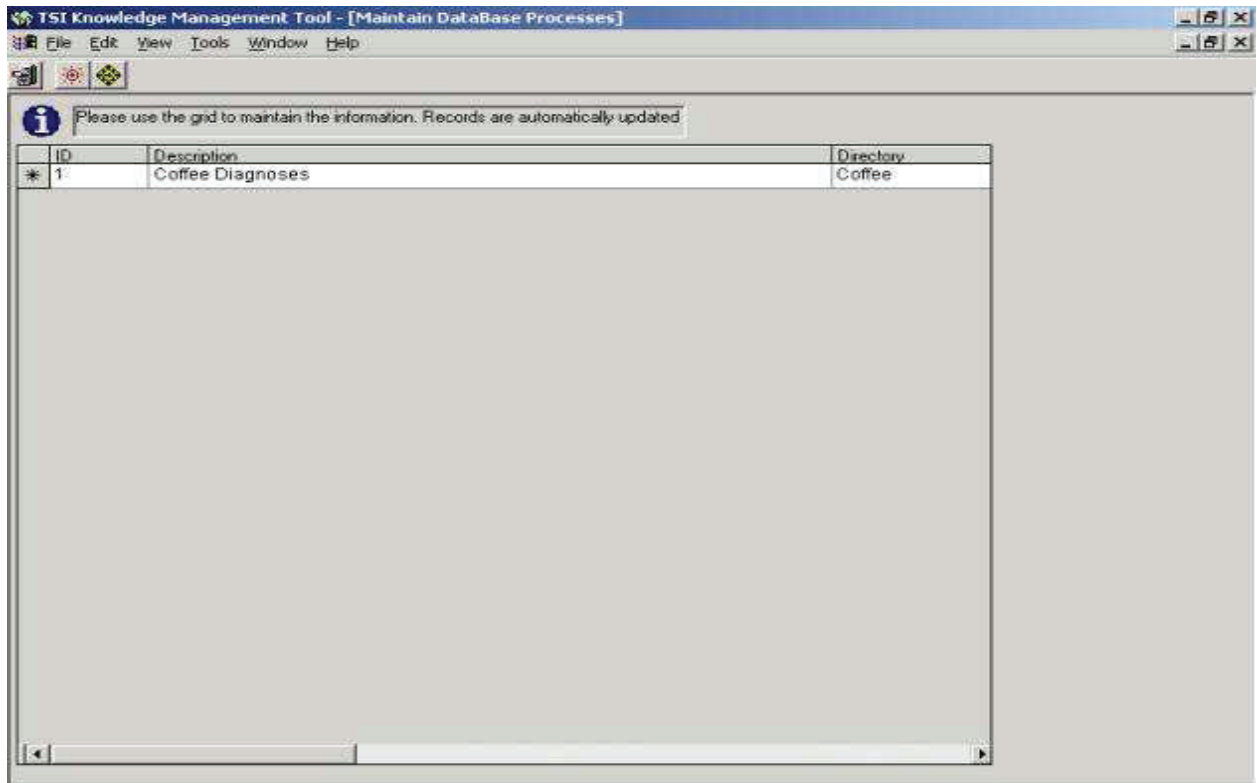 TSI Knowledge Management Tool - [Maintain DataBase Processes]
File Edit View Tools Window Help
Please use the grid to maintain the information. Records are automatically updated
ID Description Directory
1 Coffee Diagnoses Coffee